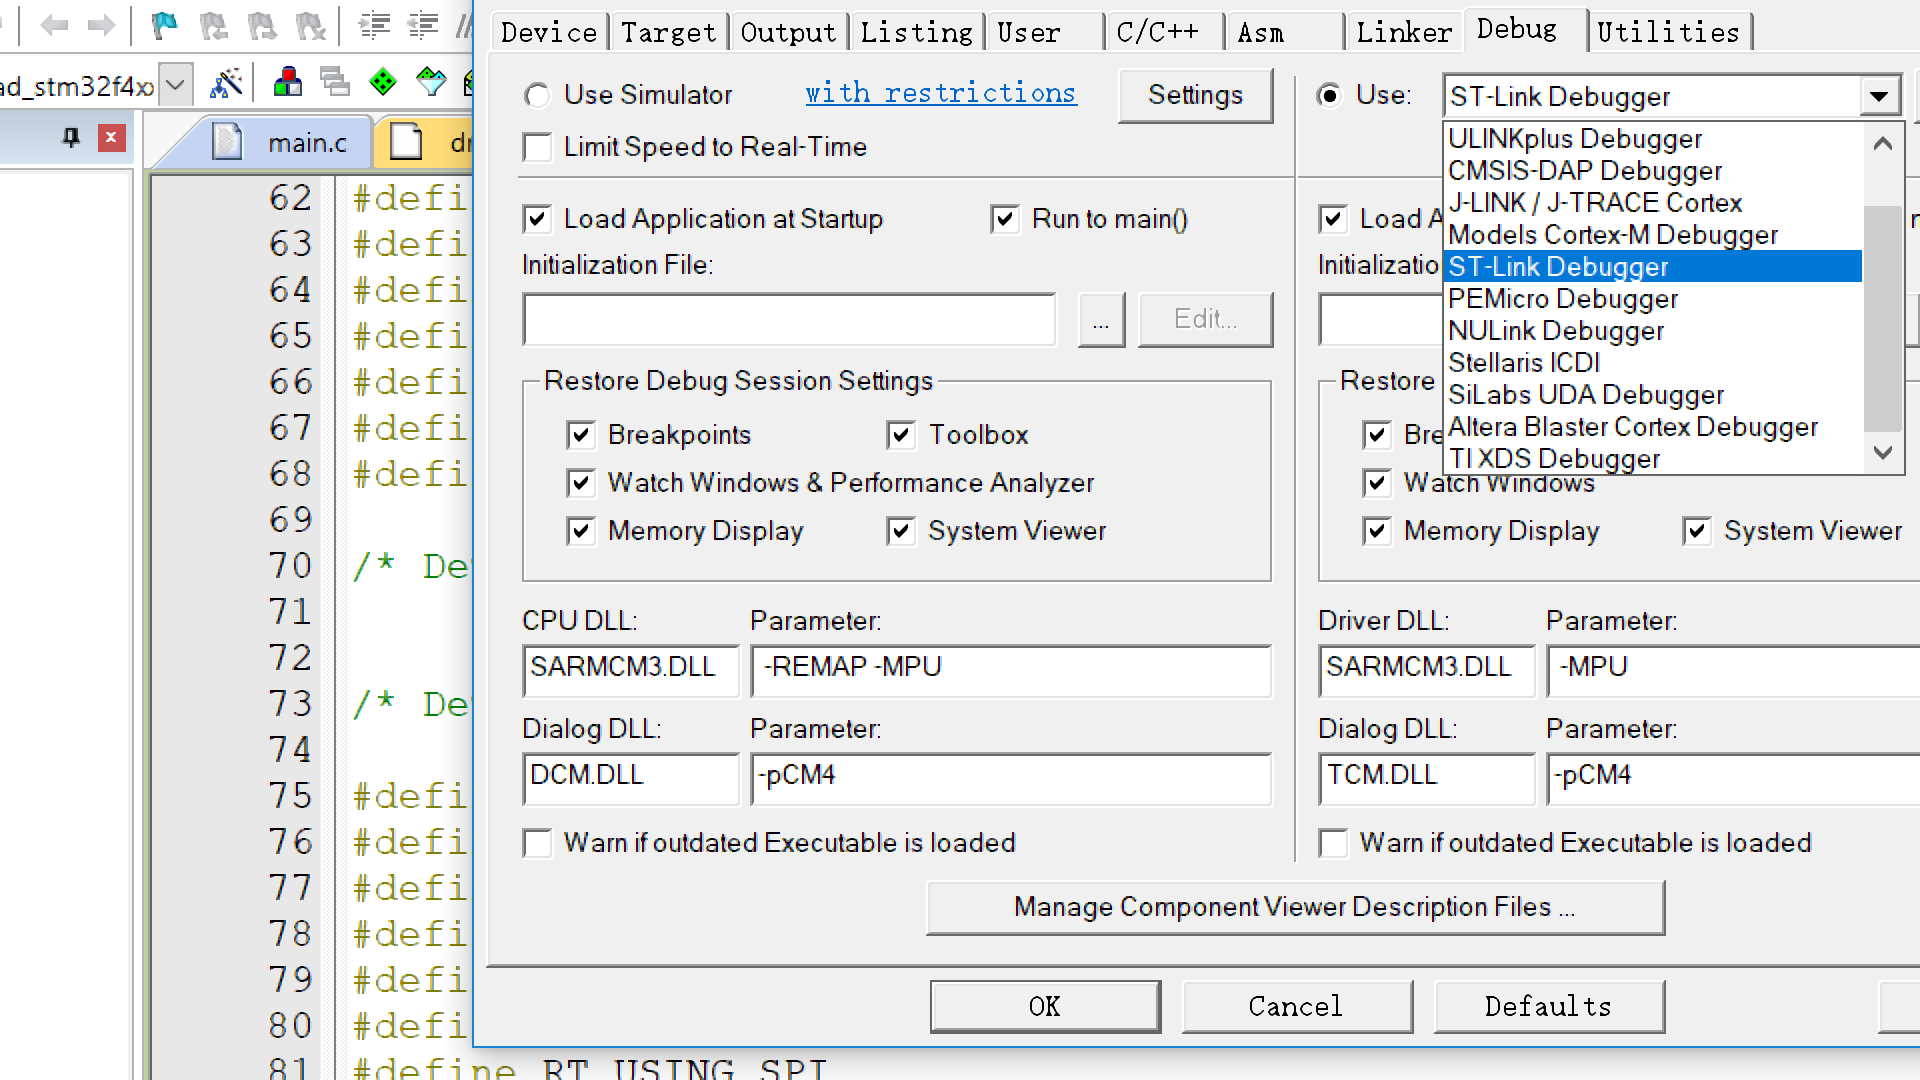 Device Target Output Listing User C/C++ Asm Linker Debug Utilities
ad_stm32f4xx
Use Simulator with restrictions Settings
Use: ST-Link Debugger
Limit Speed to Real-Time
ULINKplus Debugger
CMSIS-DAP Debugger
J-LINK / J-TRACE Cortex
Models Cortex-M Debugger
ST-Link Debugger
PEMicro Debugger
NULink Debugger
Stellaris ICDI
SiLabs UDA Debugger
Altera Blaster Cortex Debugger
TI XDS Debugger
main.c
Load Application at Startup Run to main()
Load A
Initialization File:
Initializatio
... Edit...
Restore Debug Session Settings
Restore
Breakpoints Toolbox
Bre
Watch Windows & Performance Analyzer
Watch Windows
Memory Display System Viewer
Memory Display System Viewer
CPU DLL: Parameter:
Driver DLL: Parameter:
SARMCM3.DLL -REMAP -MPU
SARMCM3.DLL -MPU
Dialog DLL: Parameter:
Dialog DLL: Parameter:
DCM.DLL -pCM4
TCM.DLL -pCM4
Warn if outdated Executable is loaded
Warn if outdated Executable is loaded
Manage Component Viewer Description Files ...
OK Cancel Defaults
62 #defi
63 #defi
64 #defi
65 #defi
66 #defi
67 #defi
68 #defi
69
70 /* De
71
72
73 /* De
74
75 #defi
76 #defi
77 #defi
78 #defi
79 #defi
80 #defi
81 #define RT_USING_SPI